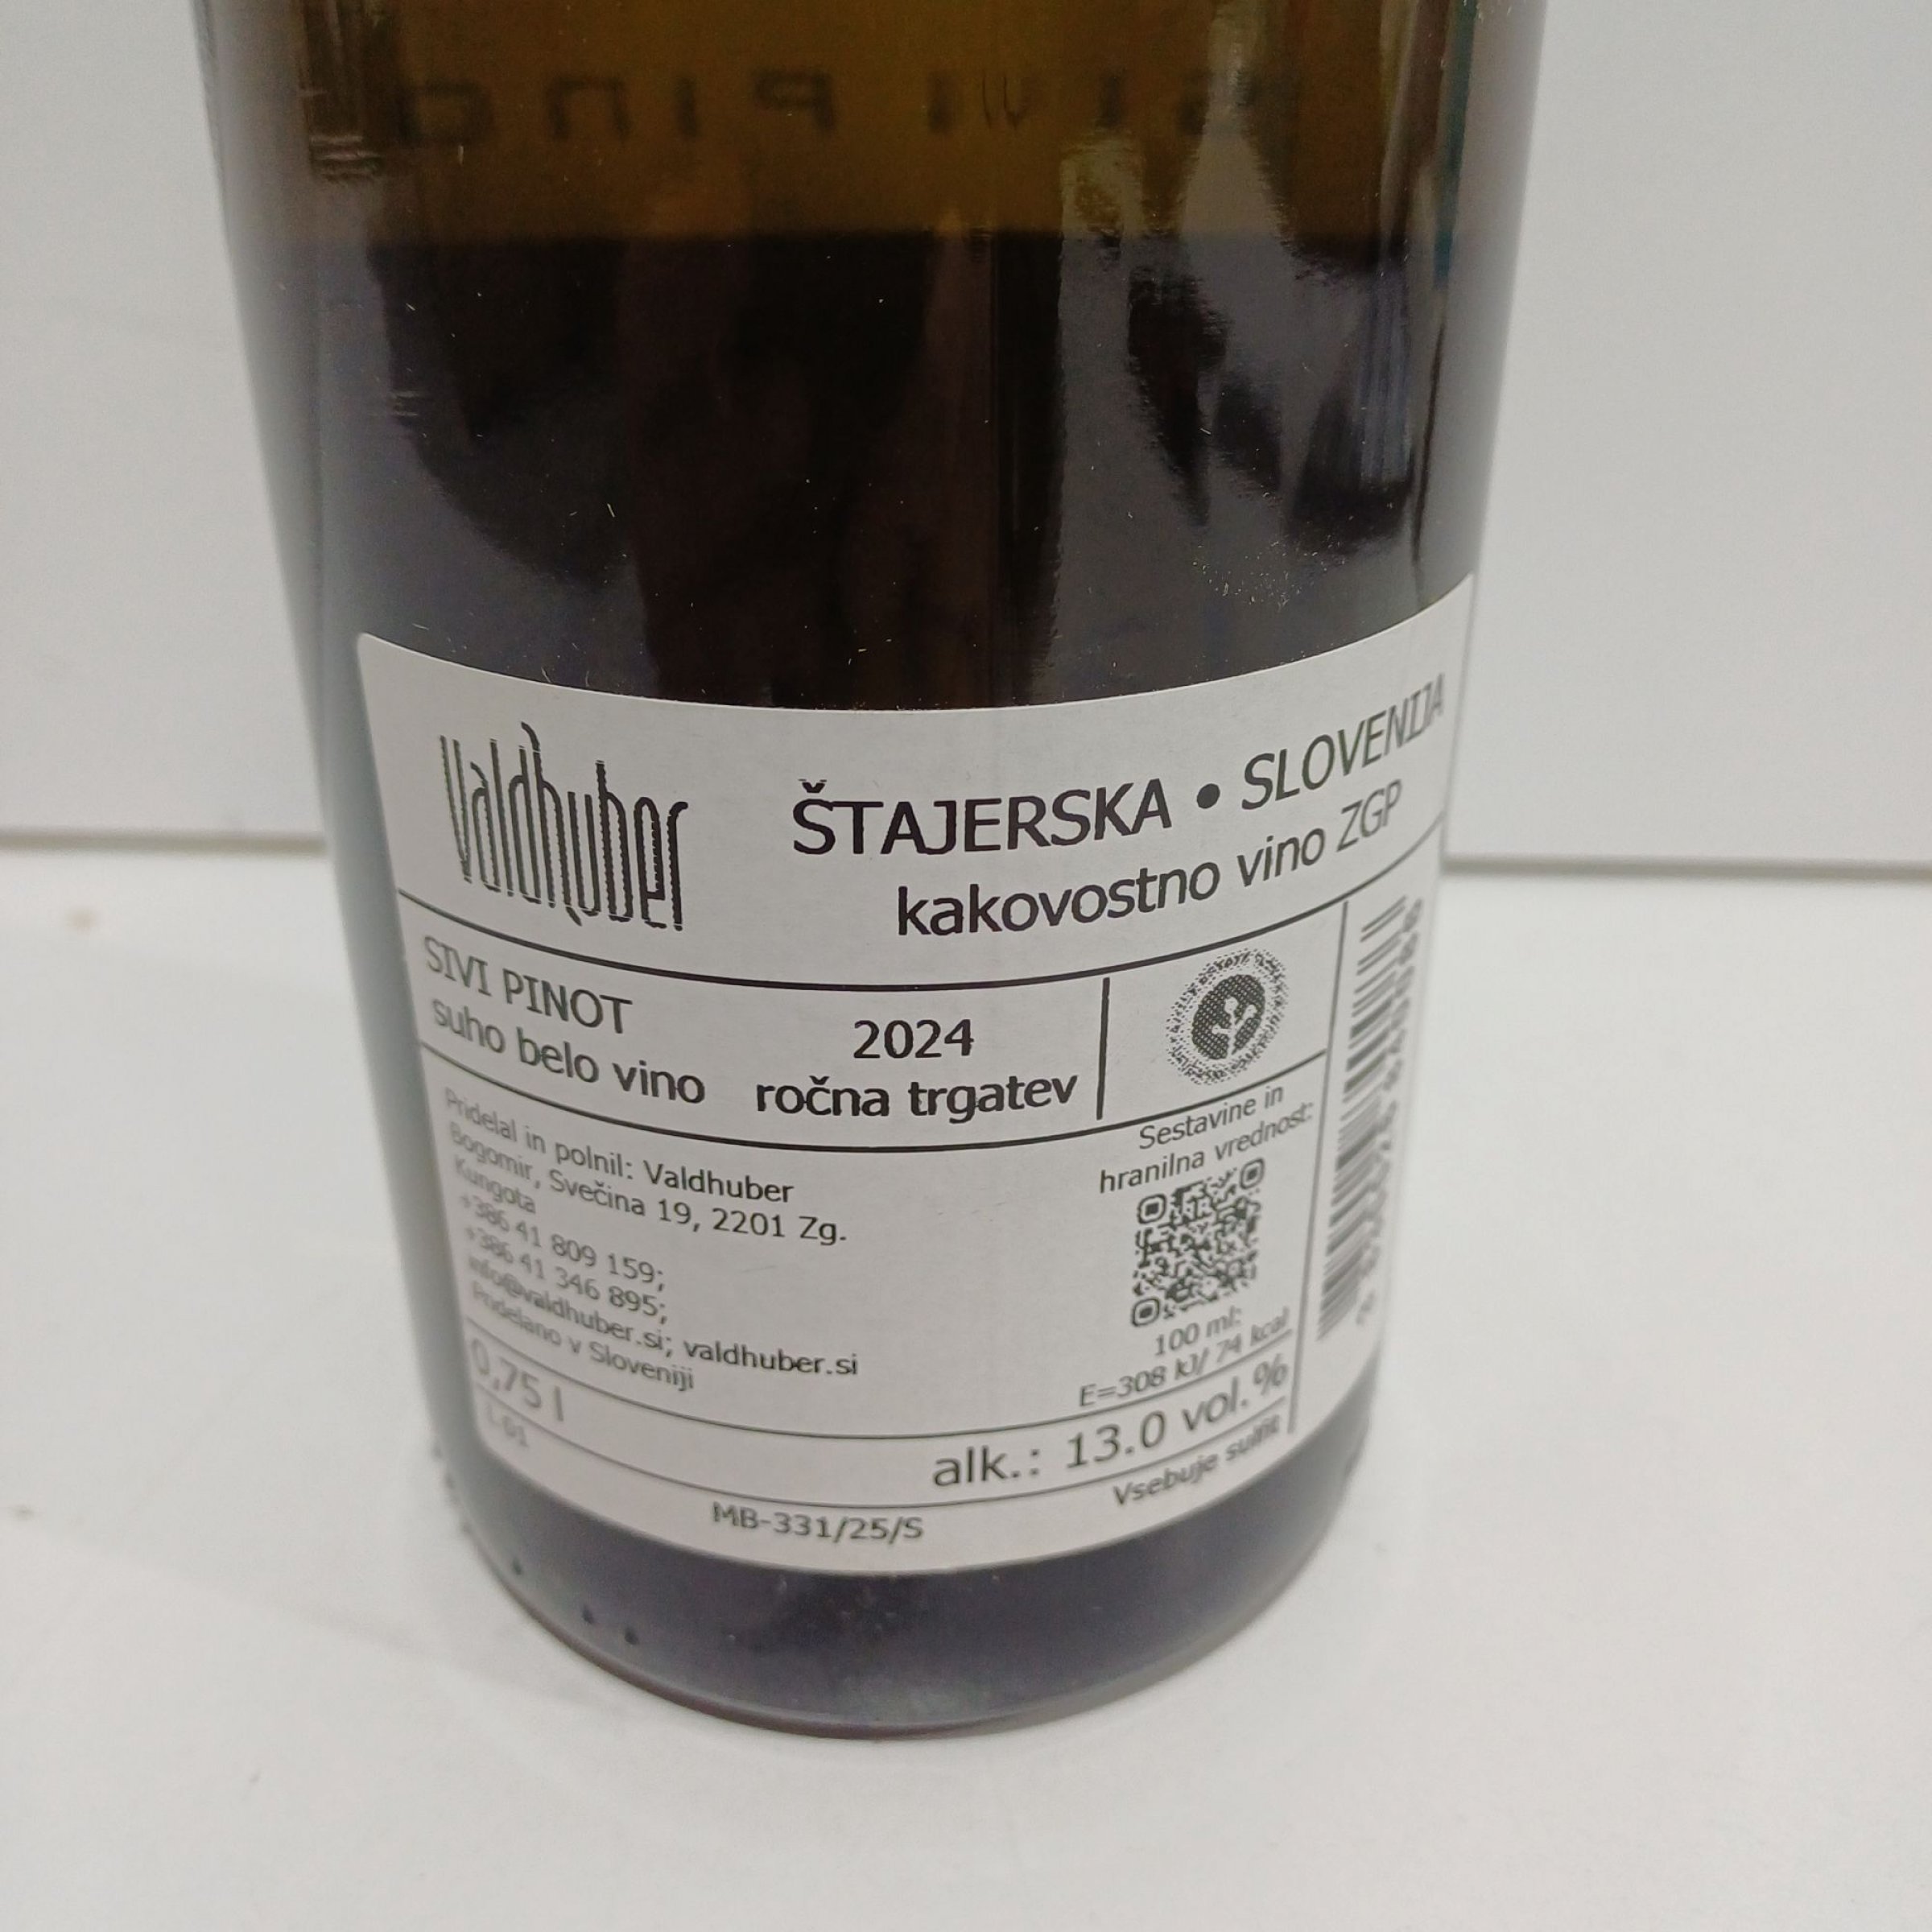 SIVI PINO
Valdhuber
ŠTAJERSKA • SLOVENIJA
kakovostno vino ZGP
SIVI PINOT
suho belo vino
2024
ročna trgatev
Pridelal in polnil: Valdhuber
Bogomir, Svečina 19, 2201 Zg.
Kungota
+386 41 809 159;
+386 41 346 895;
info@valdhuber.si; valdhuber.si
Pridelano v Sloveniji
Sestavine in
hranilna vrednost:
100 ml:
E=308 kJ/ 74 kcal
0,75 l
alk.: 13.0 vol.%
L-01
Vsebuje sulfit
MB-331/25/S